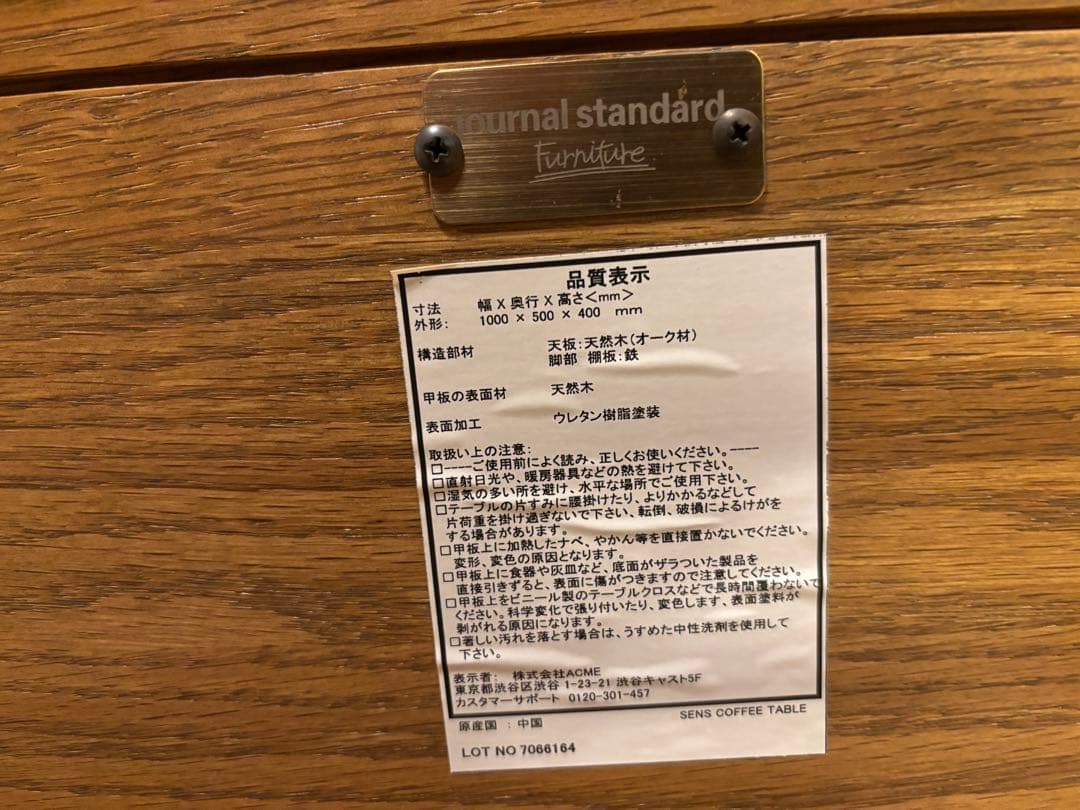 journal standard
Furniture
品質表示
寸法 幅 X 奥行 X 高さ<mm>
外形: 1000 × 500 × 400 mm
構造部材 天板:天然木(オーク材)
脚部 棚板:鉄
甲板の表面材 天然木
表面加工 ウレタン樹脂塗装
取扱い上の注意:
□----ご使用前によく読み、正しくお使いください。----
□直射日光や、暖房器具などの熱を避けて下さい。
□湿気の多い所を避け、水平な場所でご使用下さい。
□テーブルの片すみに腰掛けたり、よりかかるなどして
片荷重を掛け過ぎないで下さい、転倒、破損によるけがを
する場合があります。
□甲板上に加熱したナベ、やかん等を直接置かないでください。
変形、変色の原因となります。
□甲板上に食器や灰皿など、底面がザラついた製品を
直接引きずると、表面に傷がつきますので注意してください。
□甲板上をビニール製のテーブルクロスなどで長時間覆わないで
ください。科学変化で張り付いたり、変色します、表面塗料が
剥がれる原因になります。
□著しい汚れを落とす場合は、うすめた中性洗剤を使用して
下さい。
表示者: 株式会社ACME
東京都渋谷区渋谷 1-23-21 渋谷キャスト5F
カスタマーサポート 0120-301-457
原産国 : 中国
SENS COFFEE TABLE
LOT NO 7066164